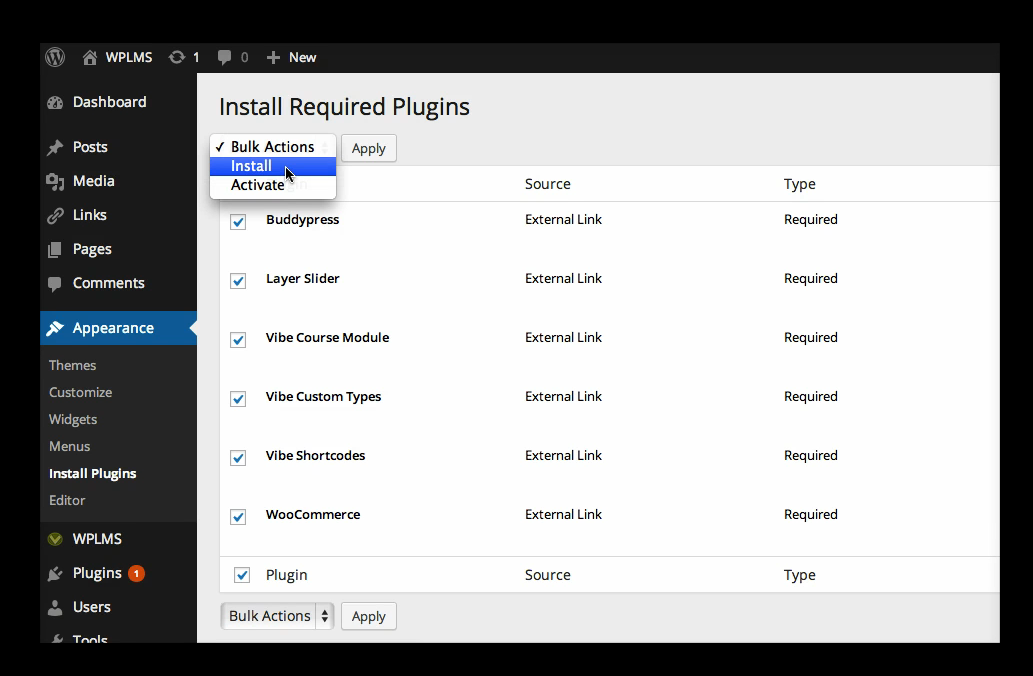 WPLMS 1 0 + New
Dashboard
Posts
Media
Links
Pages
Comments
Appearance
Themes
Customize
Widgets
Menus
Install Plugins
Editor
WPLMS
Plugins 1
Users
Tools
Install Required Plugins
✓ Bulk Actions Apply
Install
Activate
Source Type
Buddypress External Link Required
Layer Slider External Link Required
Vibe Course Module External Link Required
Vibe Custom Types External Link Required
Vibe Shortcodes External Link Required
WooCommerce External Link Required
Plugin Source Type
Bulk Actions Apply